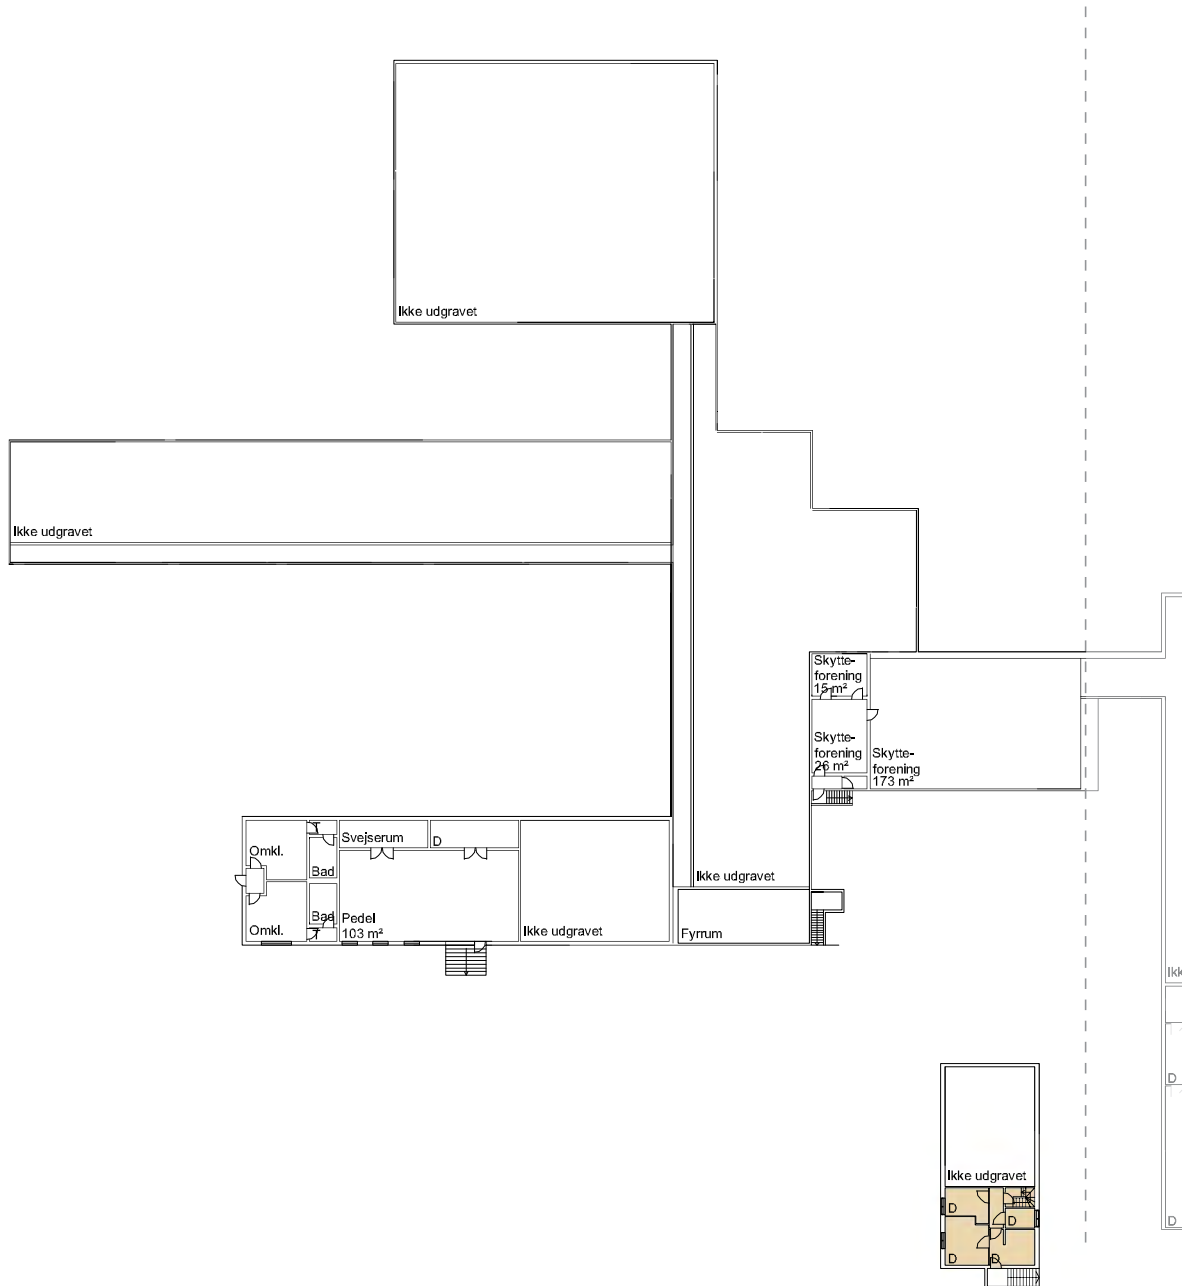 Ikke udgravet
Ikke udgravet
Skytte-
forening
15 m²
Skytte-
forening
26 m²
Skytte-
forening
173 m²
Omkl.
Bad
Svejserum
D
Omkl.
Bad
Pedel
103 m²
Ikke udgravet
Ikke udgravet
Fyrrum
Ikk
D
D
Ikke udgravet
D
D
D
D